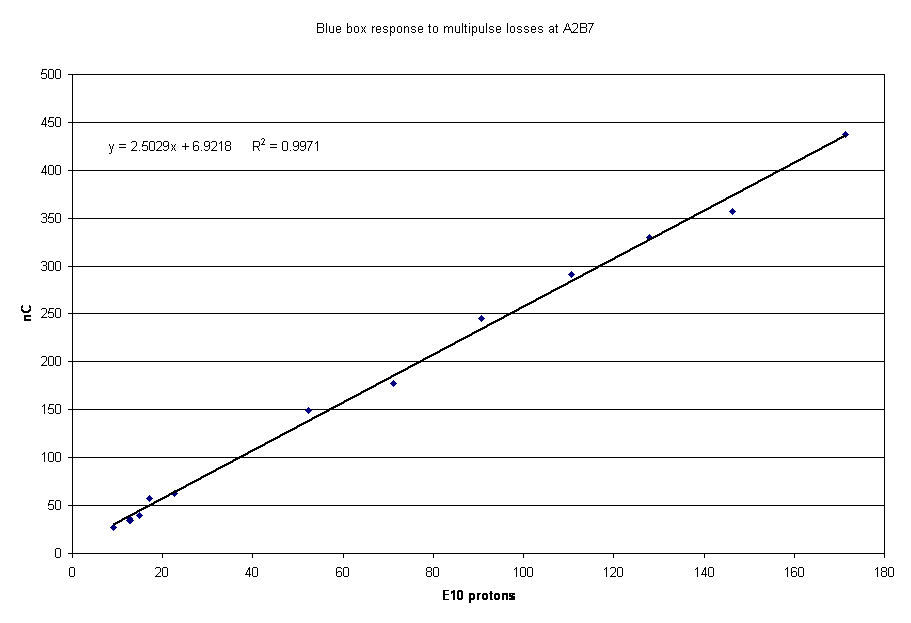 Blue box response to multipulse losses at A2B7
500
450
y = 2.5029x + 6.9218 R² = 0.9971
400
350
300
nC
250
200
150
100
50
0
0 20 40 60 80 100 120 140 160 180
E10 protons